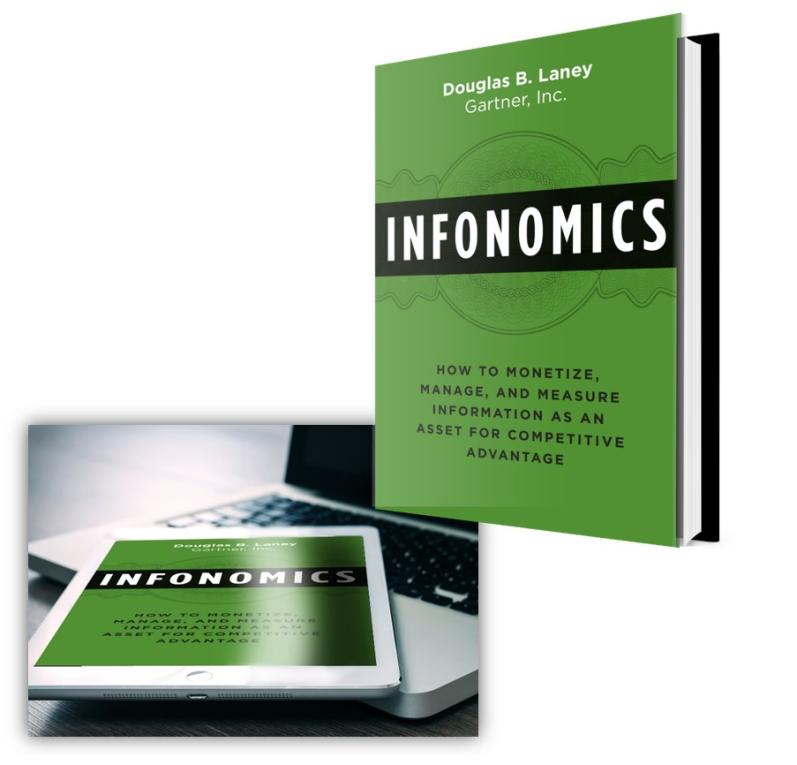 Douglas B. Laney
Gartner, Inc.
INFONOMICS
HOW TO MONETIZE,
MANAGE, AND MEASURE
INFORMATION AS AN
ASSET FOR COMPETITIVE
ADVANTAGE
Douglas B. Laney
Gartner, Inc.
INFONOMICS
HOW TO MONETIZE,
MANAGE, AND MEASURE
INFORMATION AS AN
ASSET FOR COMPETITIVE
ADVANTAGE